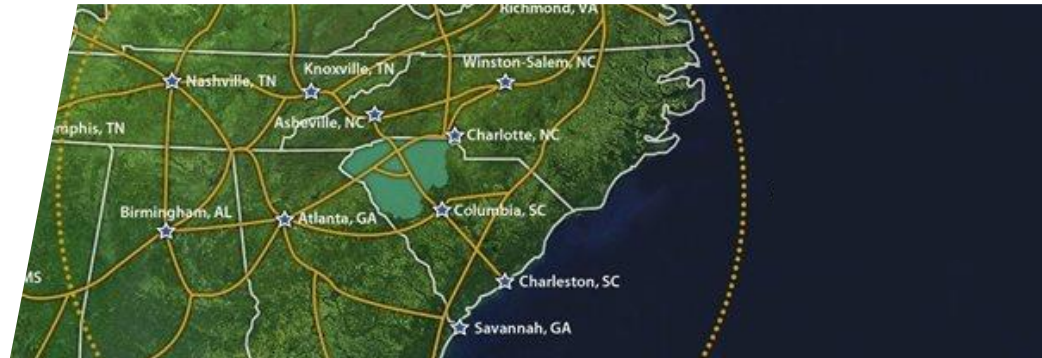 Richmond, VA
Winston-Salem, NC
Knoxville, TN
Nashville, TN
Asheville, NC
emphis, TN
Charlotte, NC
Birmingham, AL
Atlanta, GA
Columbia, SC
MS
Charleston, SC
Savannah, GA